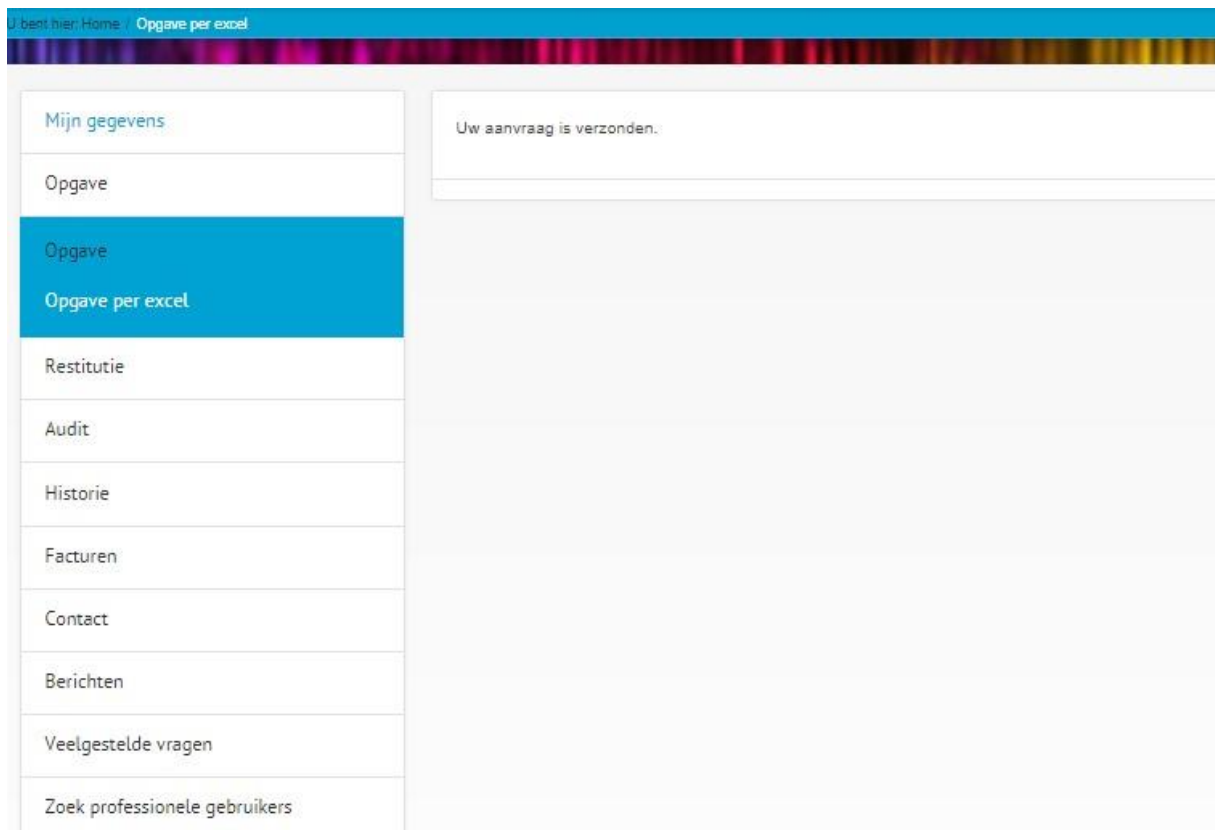 U bent hier: Home / Opgave per excel
Mijn gegevens
Opgave
Opgave
Opgave per excel
Restitutie
Audit
Historie
Facturen
Contact
Berichten
Veelgestelde vragen
Zoek professionele gebruikers
Uw aanvraag is verzonden.